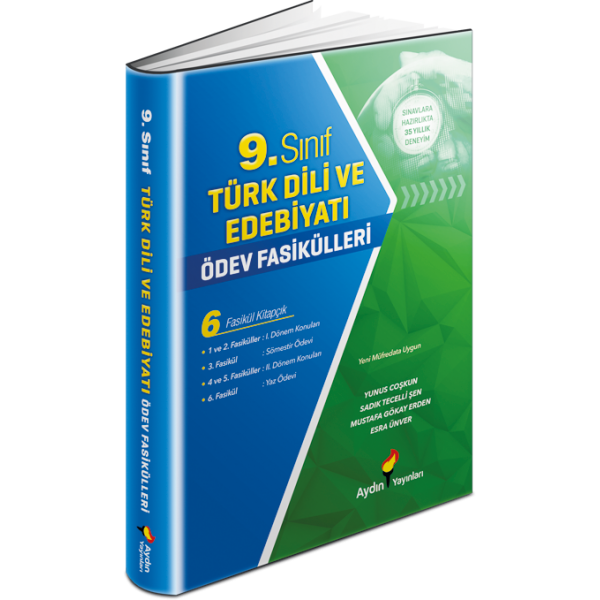 9. Sınıf TÜRK DİLİ VE EDEBİYATI ÖDEV FASİKÜLLERİ
Aydın
Yayınları
SINAVLARA
HAZIRLIKTA
35 YILLIK
DENEYİM
9. Sınıf
TÜRK DİLİ VE
EDEBİYATI
ÖDEV FASİKÜLLERİ
6 Fasikül Kitapçık
• 1 ve 2. Fasiküller : I. Dönem Konuları
• 3. Fasikül : Sömestir Ödevi
• 4 ve 5. Fasiküller : II. Dönem Konuları
• 6. Fasikül : Yaz Ödevi
Yeni Müfredata Uygun
YUNUS COŞKUN
SADIK TECELLİ ŞEN
MUSTAFA GÖKAY ERDEN
ESRA ÜNVER
Aydın Yayınları